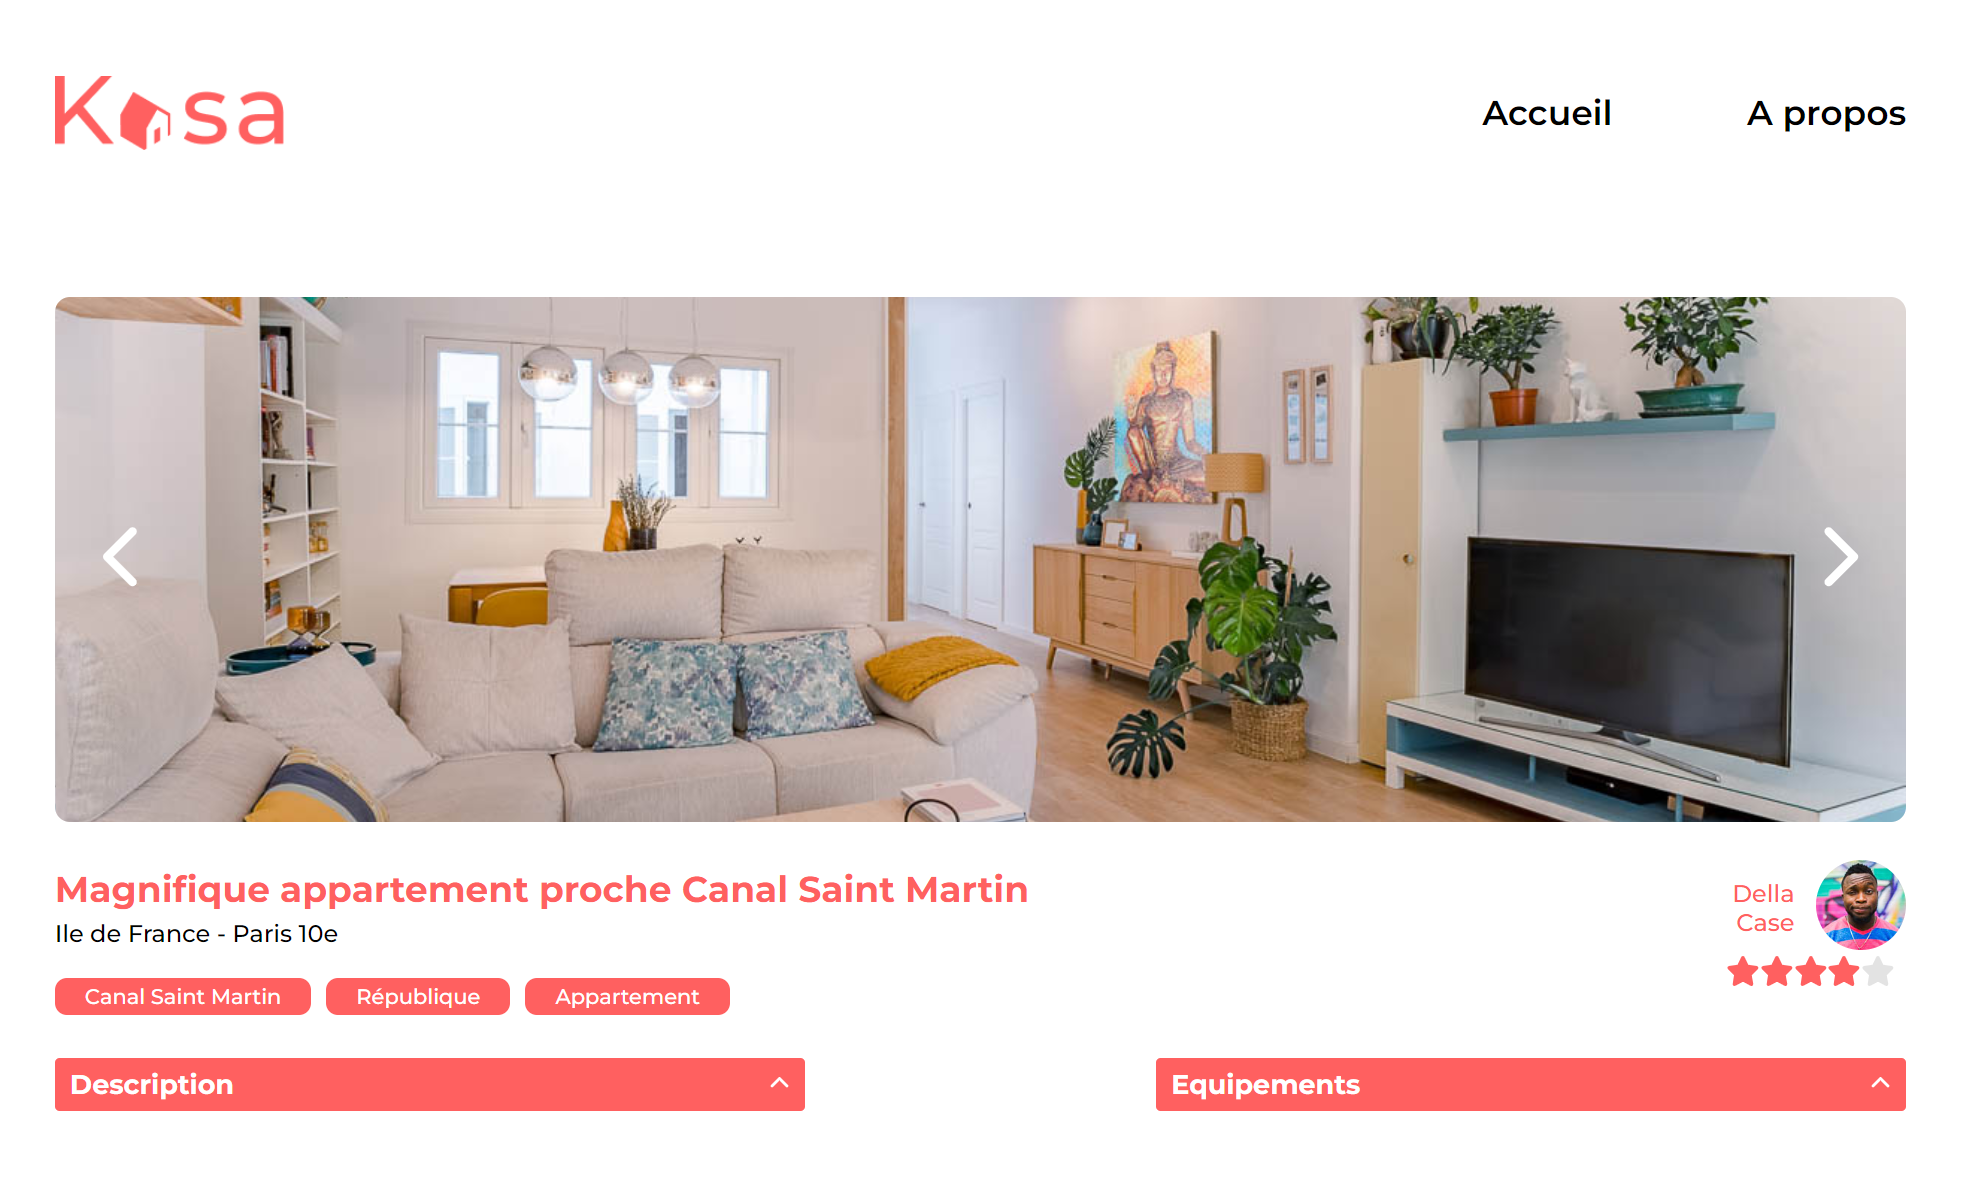 Kasa
Accueil
A propos
Magnifique appartement proche Canal Saint Martin
Ile de France - Paris 10e
Canal Saint Martin
République
Appartement
Della
Case
Description
Equipements